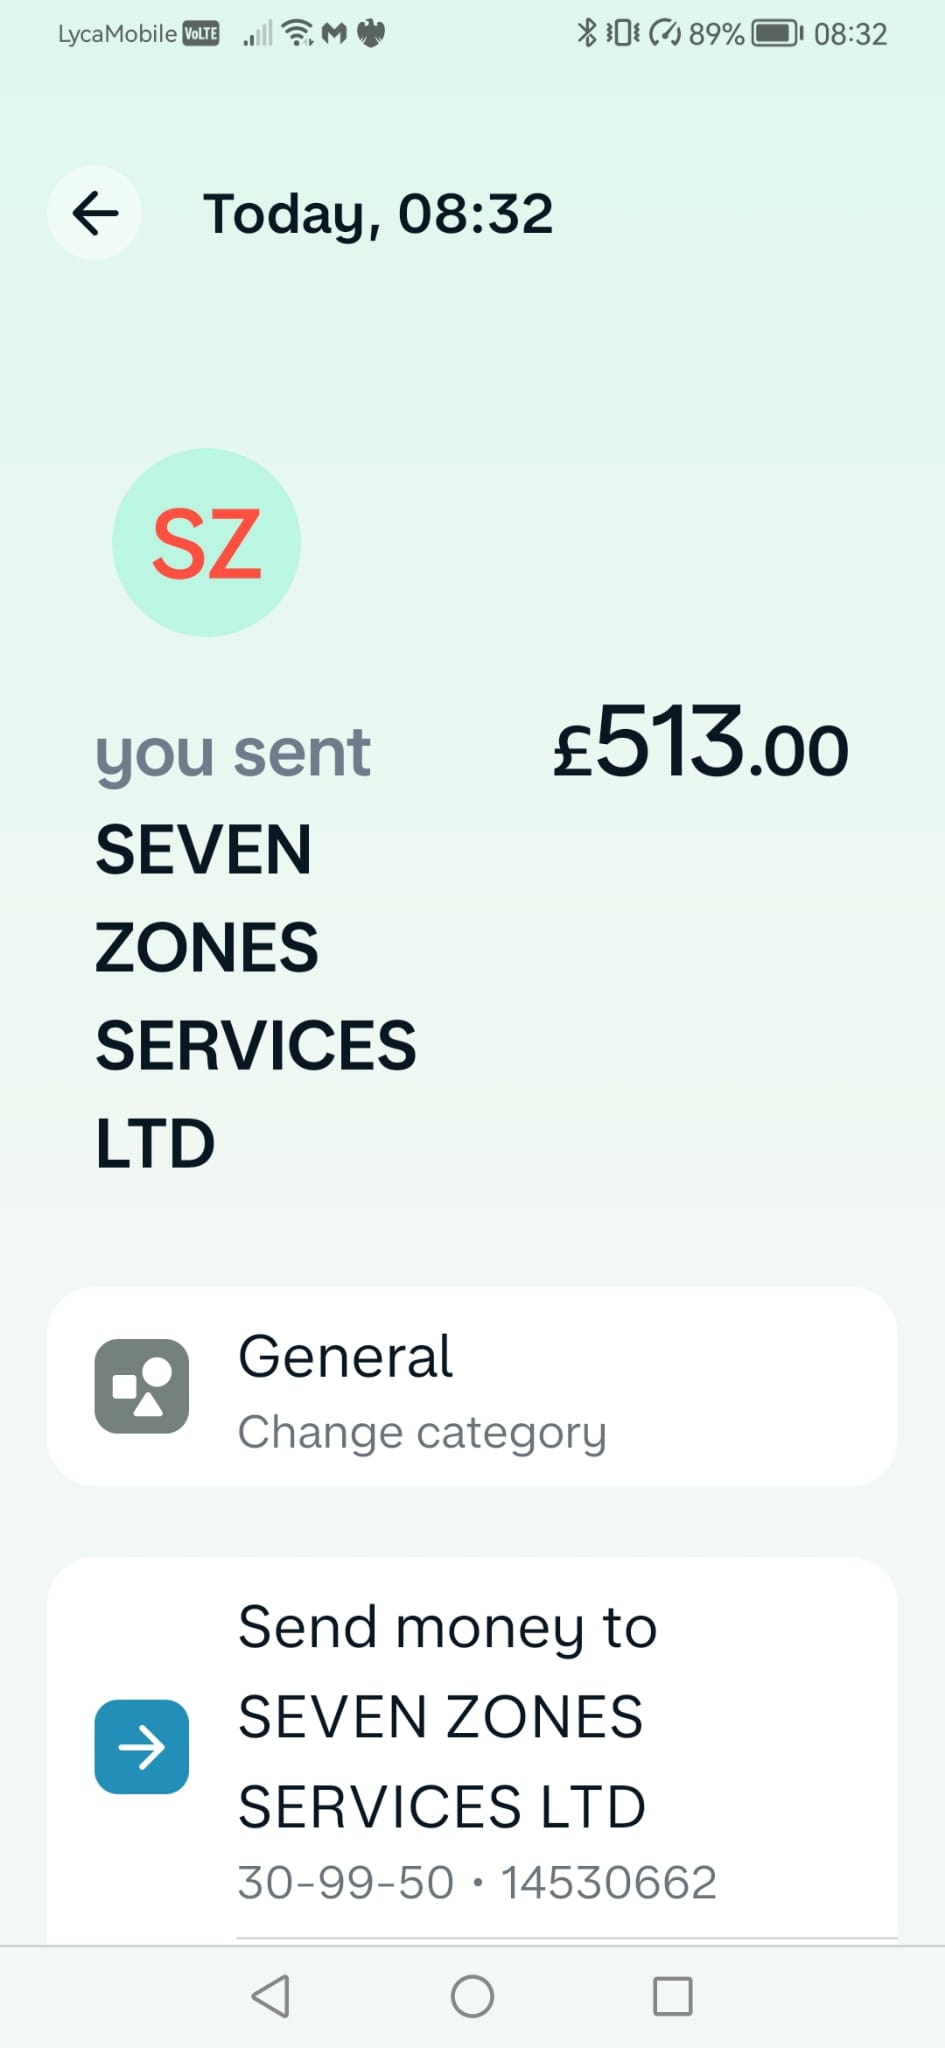 LycaMobile VoLTE 89% 08:32
Today, 08:32
SZ
you sent £513.00
SEVEN
ZONES
SERVICES
LTD
General
Change category
Send money to
SEVEN ZONES
SERVICES LTD
30-99-50 • 14530662